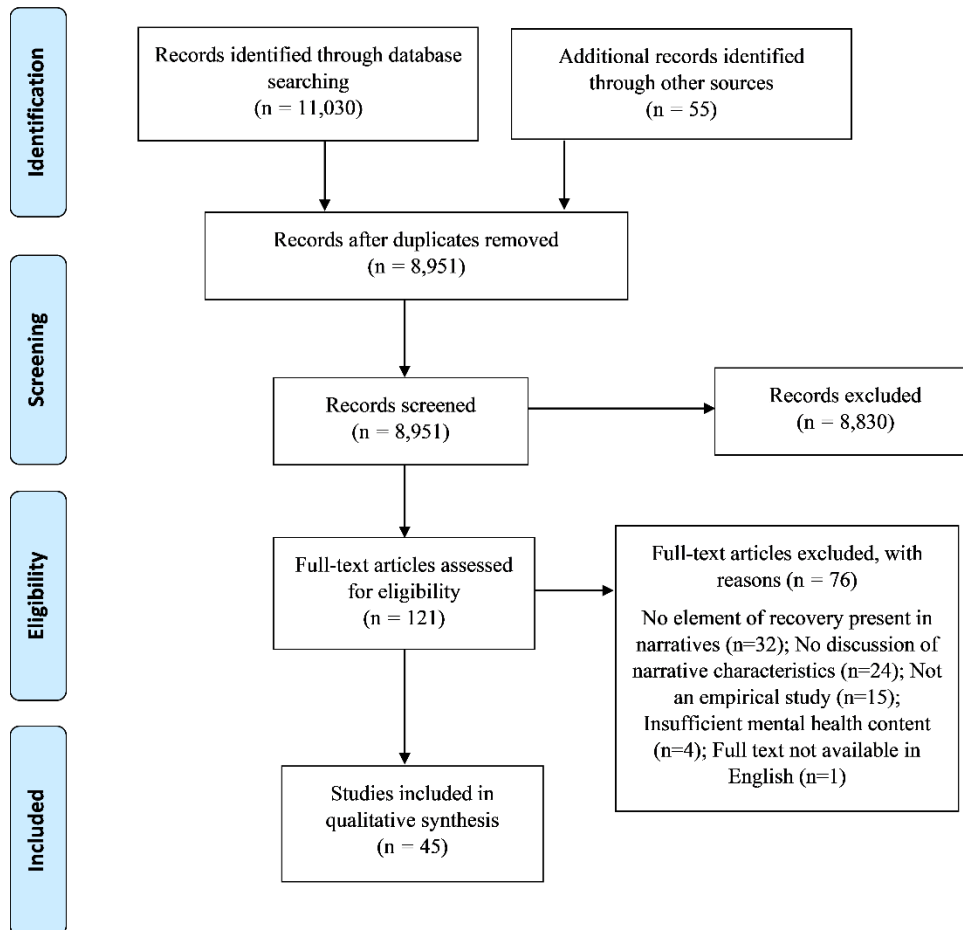 Identification
Records identified through database
searching
(n = 11,030)
Additional records identified
through other sources
(n = 55)
Records after duplicates removed
(n = 8,951)
Screening
Records screened
(n = 8,951)
Records excluded
(n = 8,830)
Eligibility
Full-text articles assessed
for eligibility
(n = 121)
Full-text articles excluded, with
reasons (n = 76)
No element of recovery present in
narratives (n=32); No discussion of
narrative characteristics (n=24); Not
an empirical study (n=15);
Insufficient mental health content
(n=4); Full text not available in
English (n=1)
Included
Studies included in
qualitative synthesis
(n = 45)